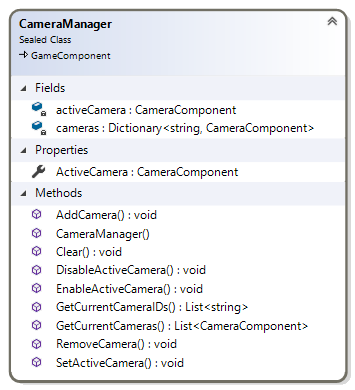 CameraManager
Sealed Class
GameComponent
Fields
activeCamera : CameraComponent
cameras : Dictionary<string, CameraComponent>
Properties
ActiveCamera : CameraComponent
Methods
AddCamera() : void
CameraManager()
Clear() : void
DisableActiveCamera() : void
EnableActiveCamera() : void
GetCurrentCameraIDs() : List<string>
GetCurrentCameras() : List<CameraComponent>
RemoveCamera() : void
SetActiveCamera() : void